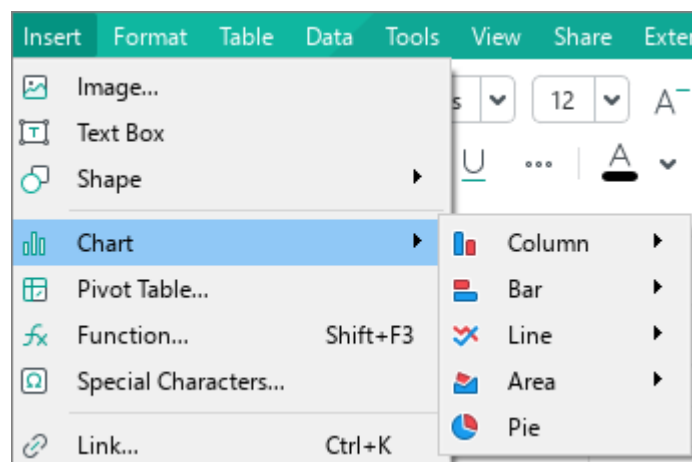 Insert Format Table Data Tools View Share
Image...
s 12 A
Text Box
U A
Shape
Chart
Column
Pivot Table...
Bar
Function... Shift+F3
Line
Special Characters...
Area
Pie
Link... Ctrl+K